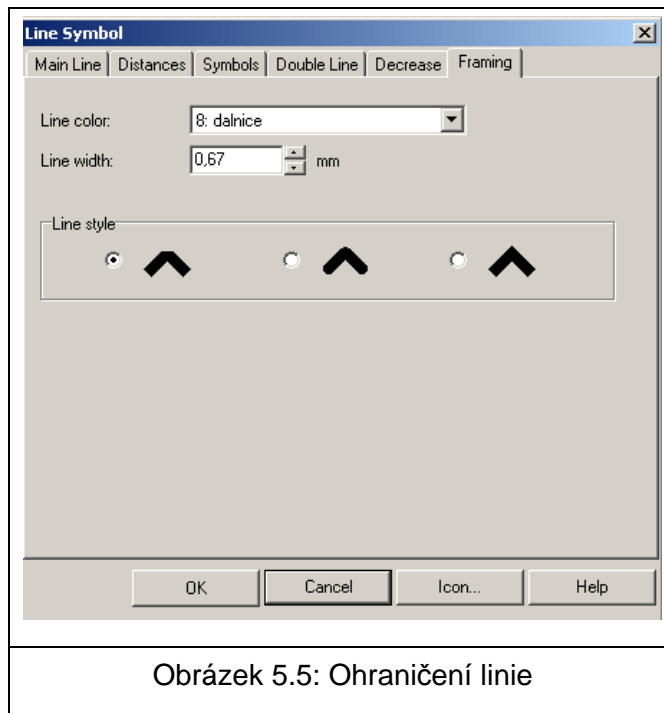 Line Symbol
Main Line Distances Symbols Double Line Decrease Framing
Line color: 8: dalnice
Line width: 0,67 mm
Line style
OK Cancel Icon... Help
Obrázek 5.5: Ohraničení linie